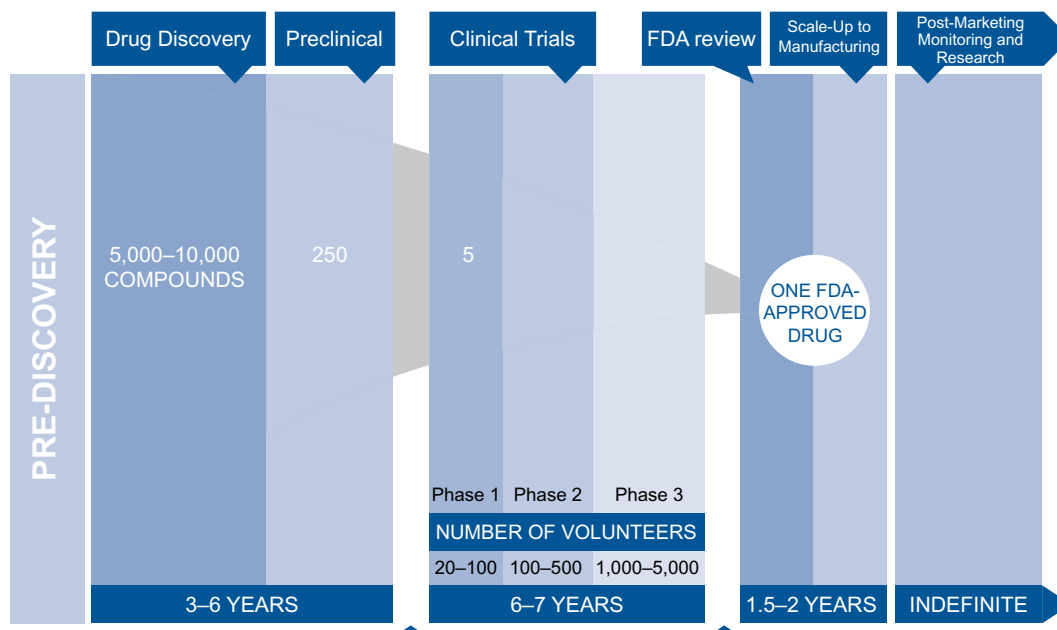 Drug Discovery
Preclinical
Clinical Trials
FDA review
Scale-Up to
Manufacturing
Post-Marketing
Monitoring and
Research
PRE-DISCOVERY
5,000–10,000
COMPOUNDS
250
5
ONE FDA-
APPROVED
DRUG
Phase 1
Phase 2
Phase 3
NUMBER OF VOLUNTEERS
20–100
100–500
1,000–5,000
3–6 YEARS
6–7 YEARS
1.5–2 YEARS
INDEFINITE